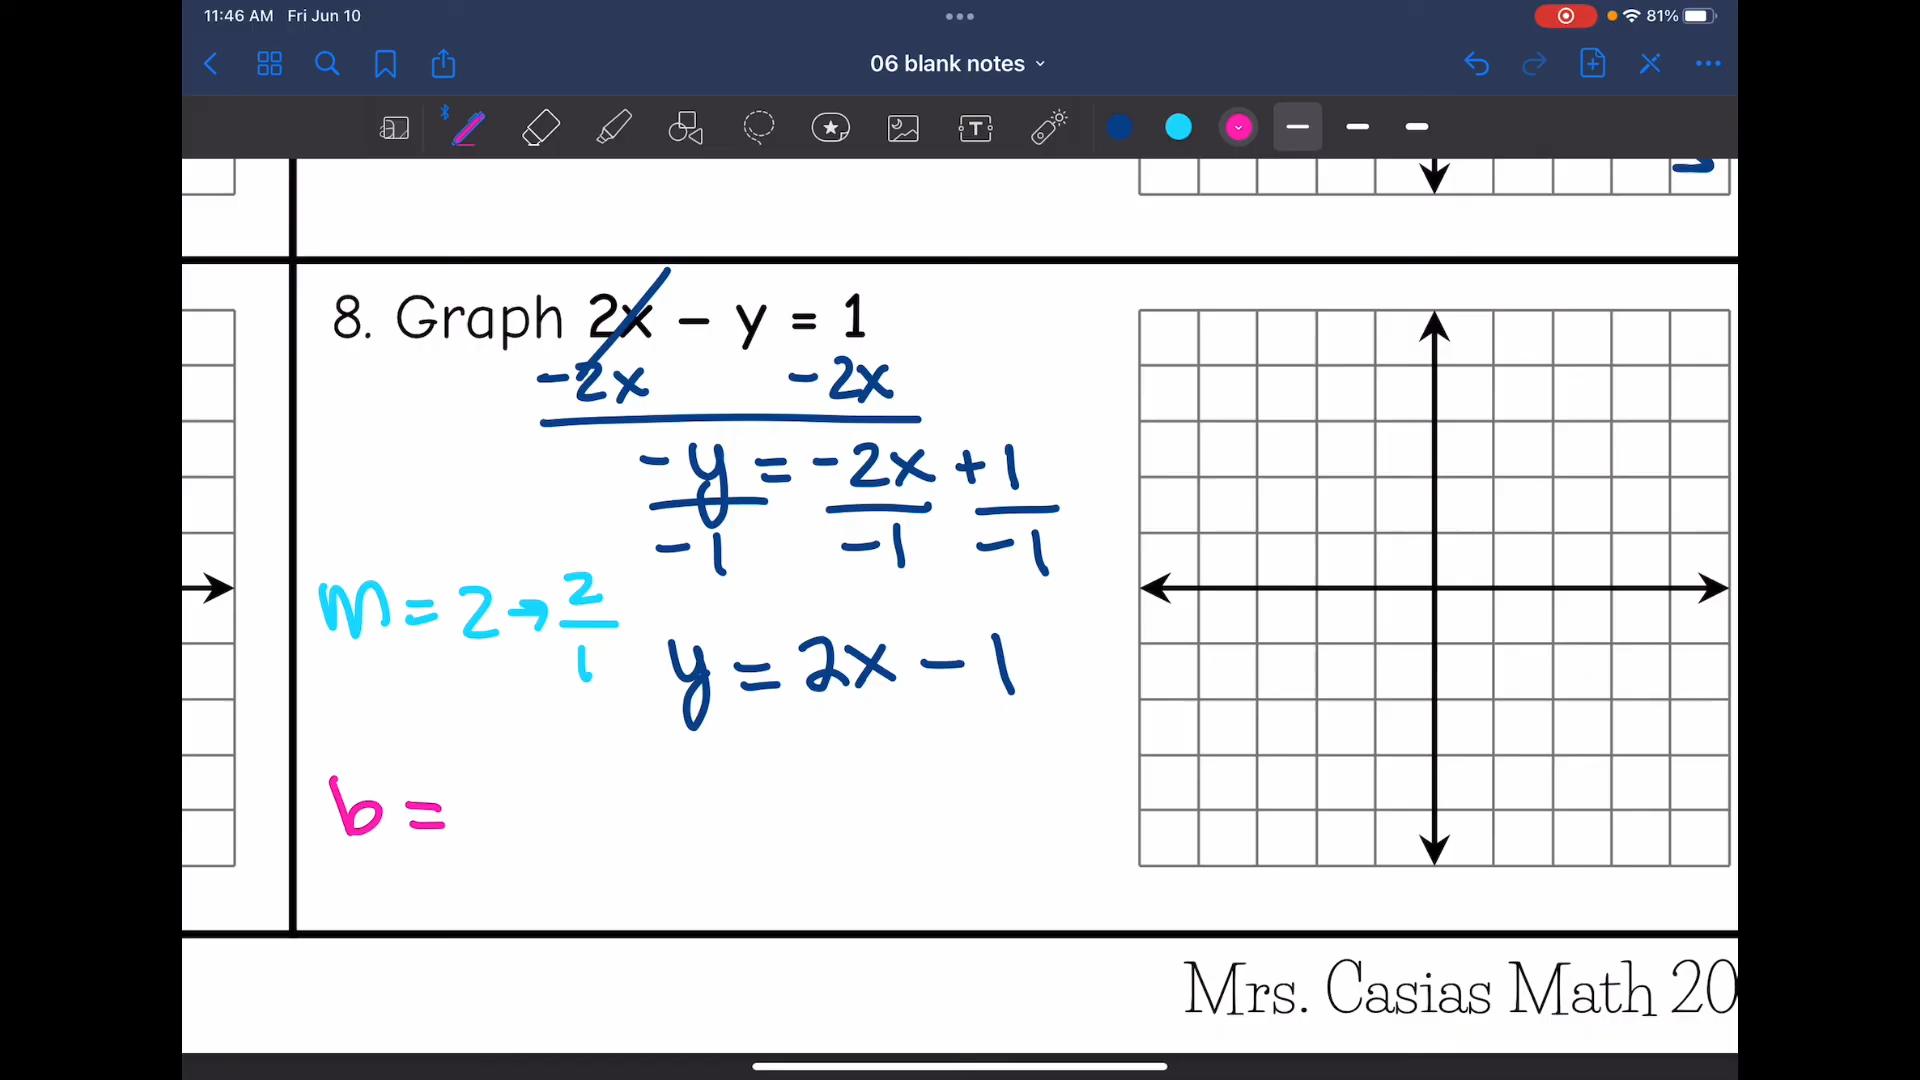 11:46 AM Fri Jun 10
81%
06 blank notes
T
8. Graph 2x – y = 1
-2x -2x
-y = -2x + 1
-1 -1 -1
m = 2 → 2/1
y = 2x - 1
b =
Mrs. Casias Math 20